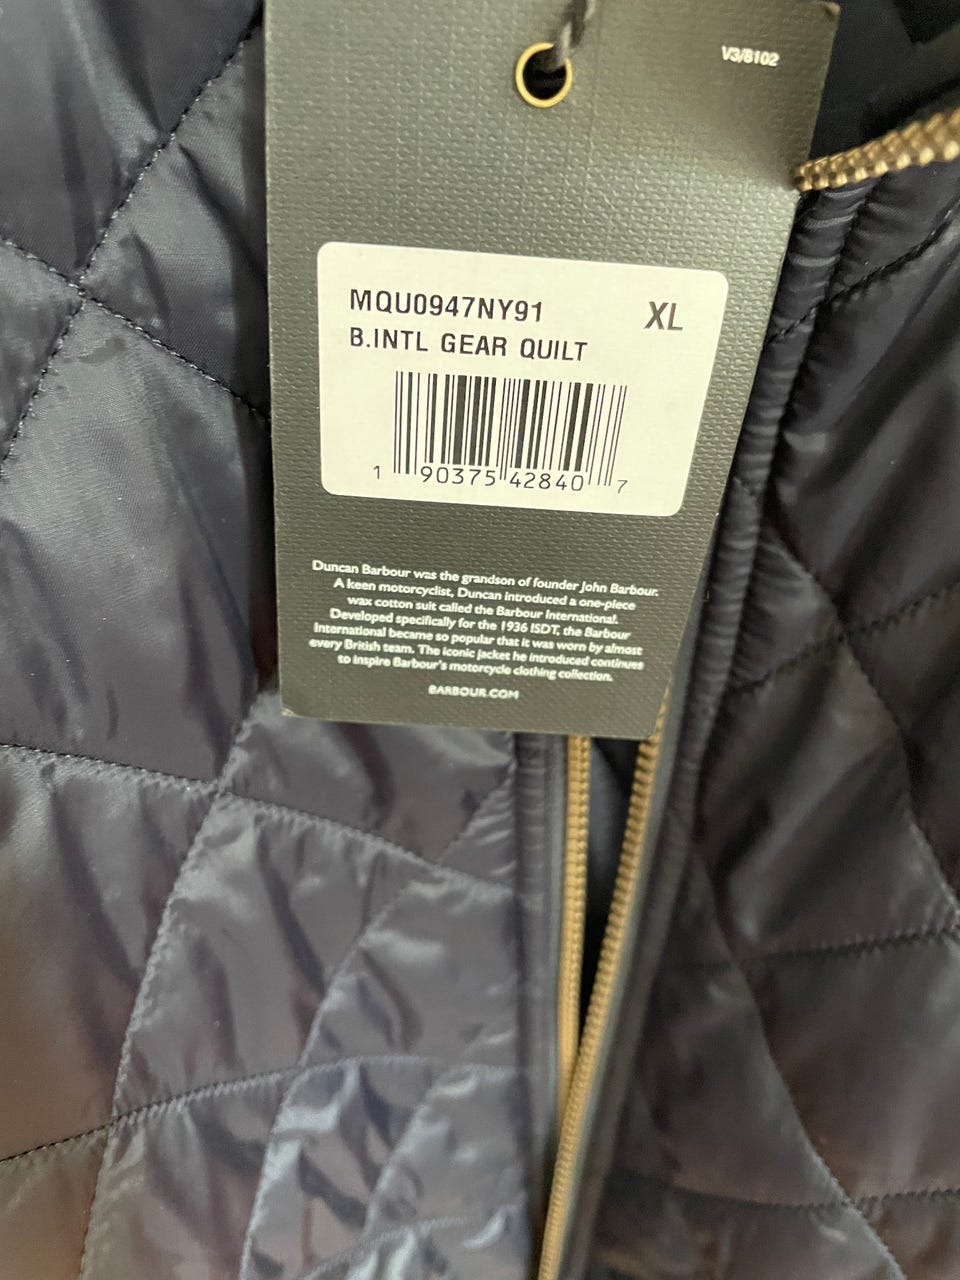 V3/8102
MQU0947NY91 XL
B.INTL GEAR QUILT
1 90375 42840 7
Duncan Barbour was the grandson of founder John Barbour.
A keen motorcyclist, Duncan introduced a one-piece
wax cotton suit called the Barbour International.
Developed specifically for the 1936 ISDT, the Barbour
International became so popular that it was worn by almost
every British team. The iconic jacket he introduced continues
to inspire Barbour's motorcycle clothing collection.
BARBOUR.COM